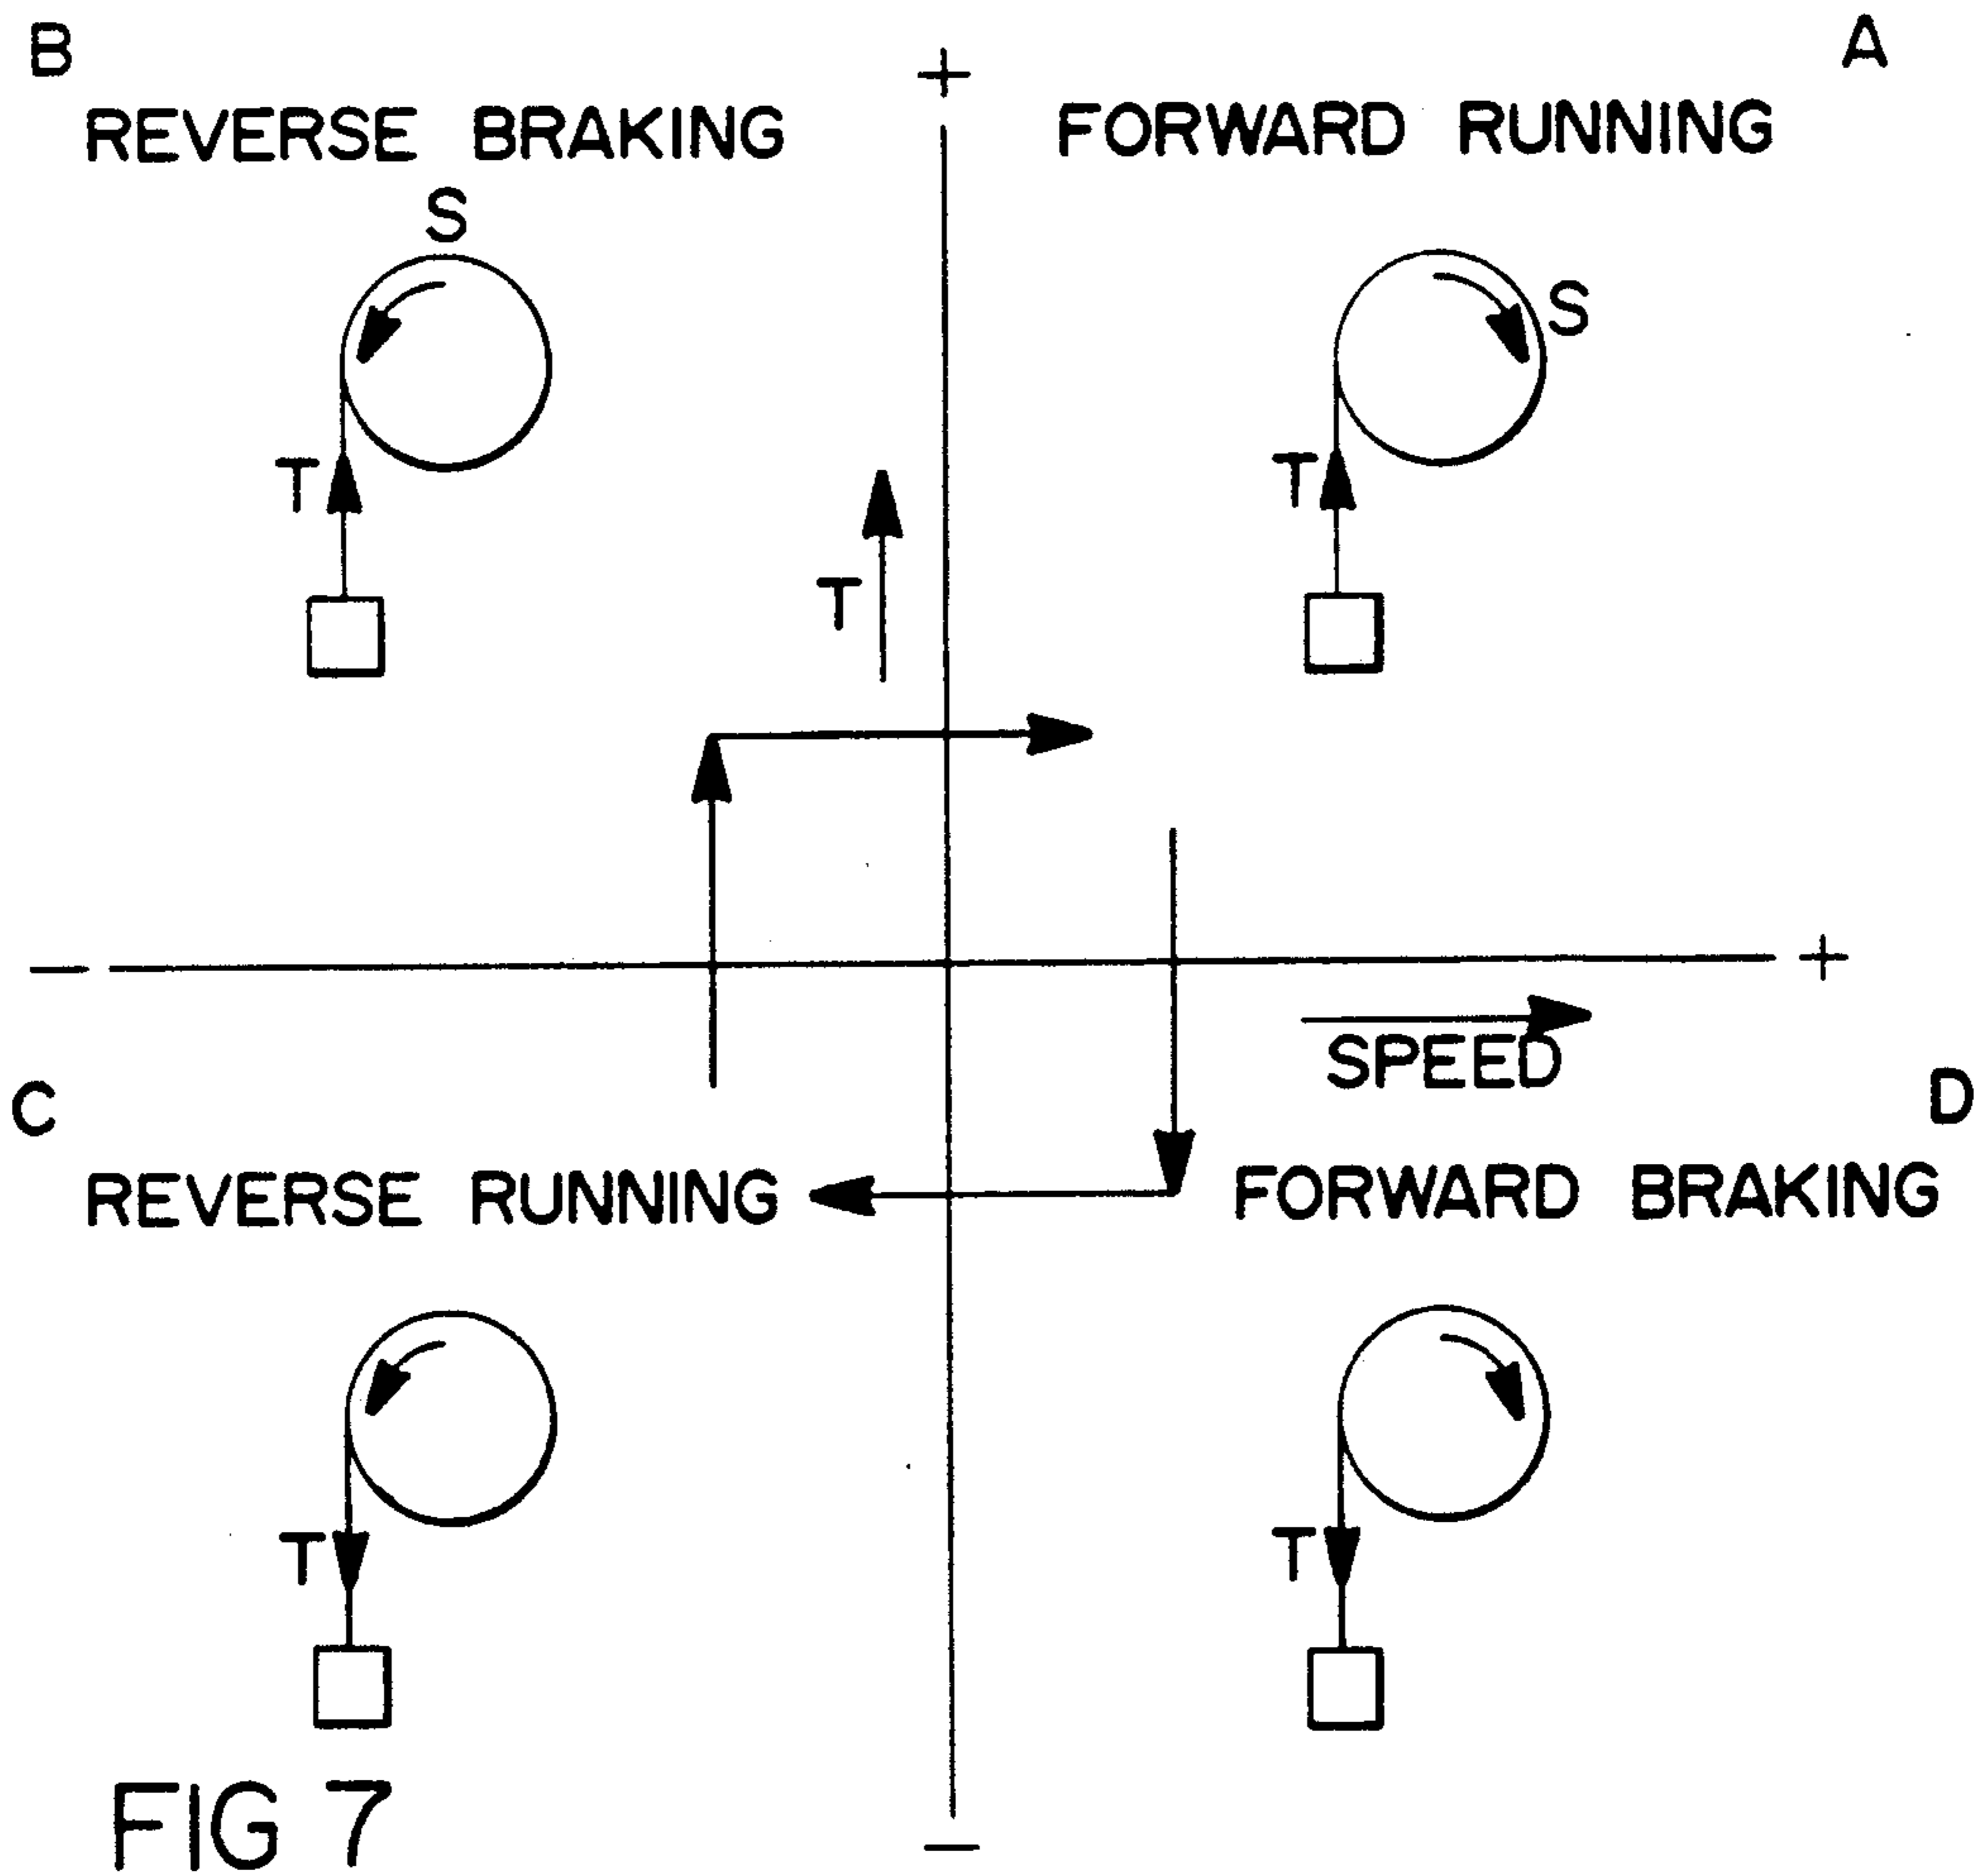 B
A
+
REVERSE BRAKING
FORWARD RUNNING
S
S
T
T
T
−
+
SPEED
C
D
REVERSE RUNNING
FORWARD BRAKING
T
T
FIG 7
−